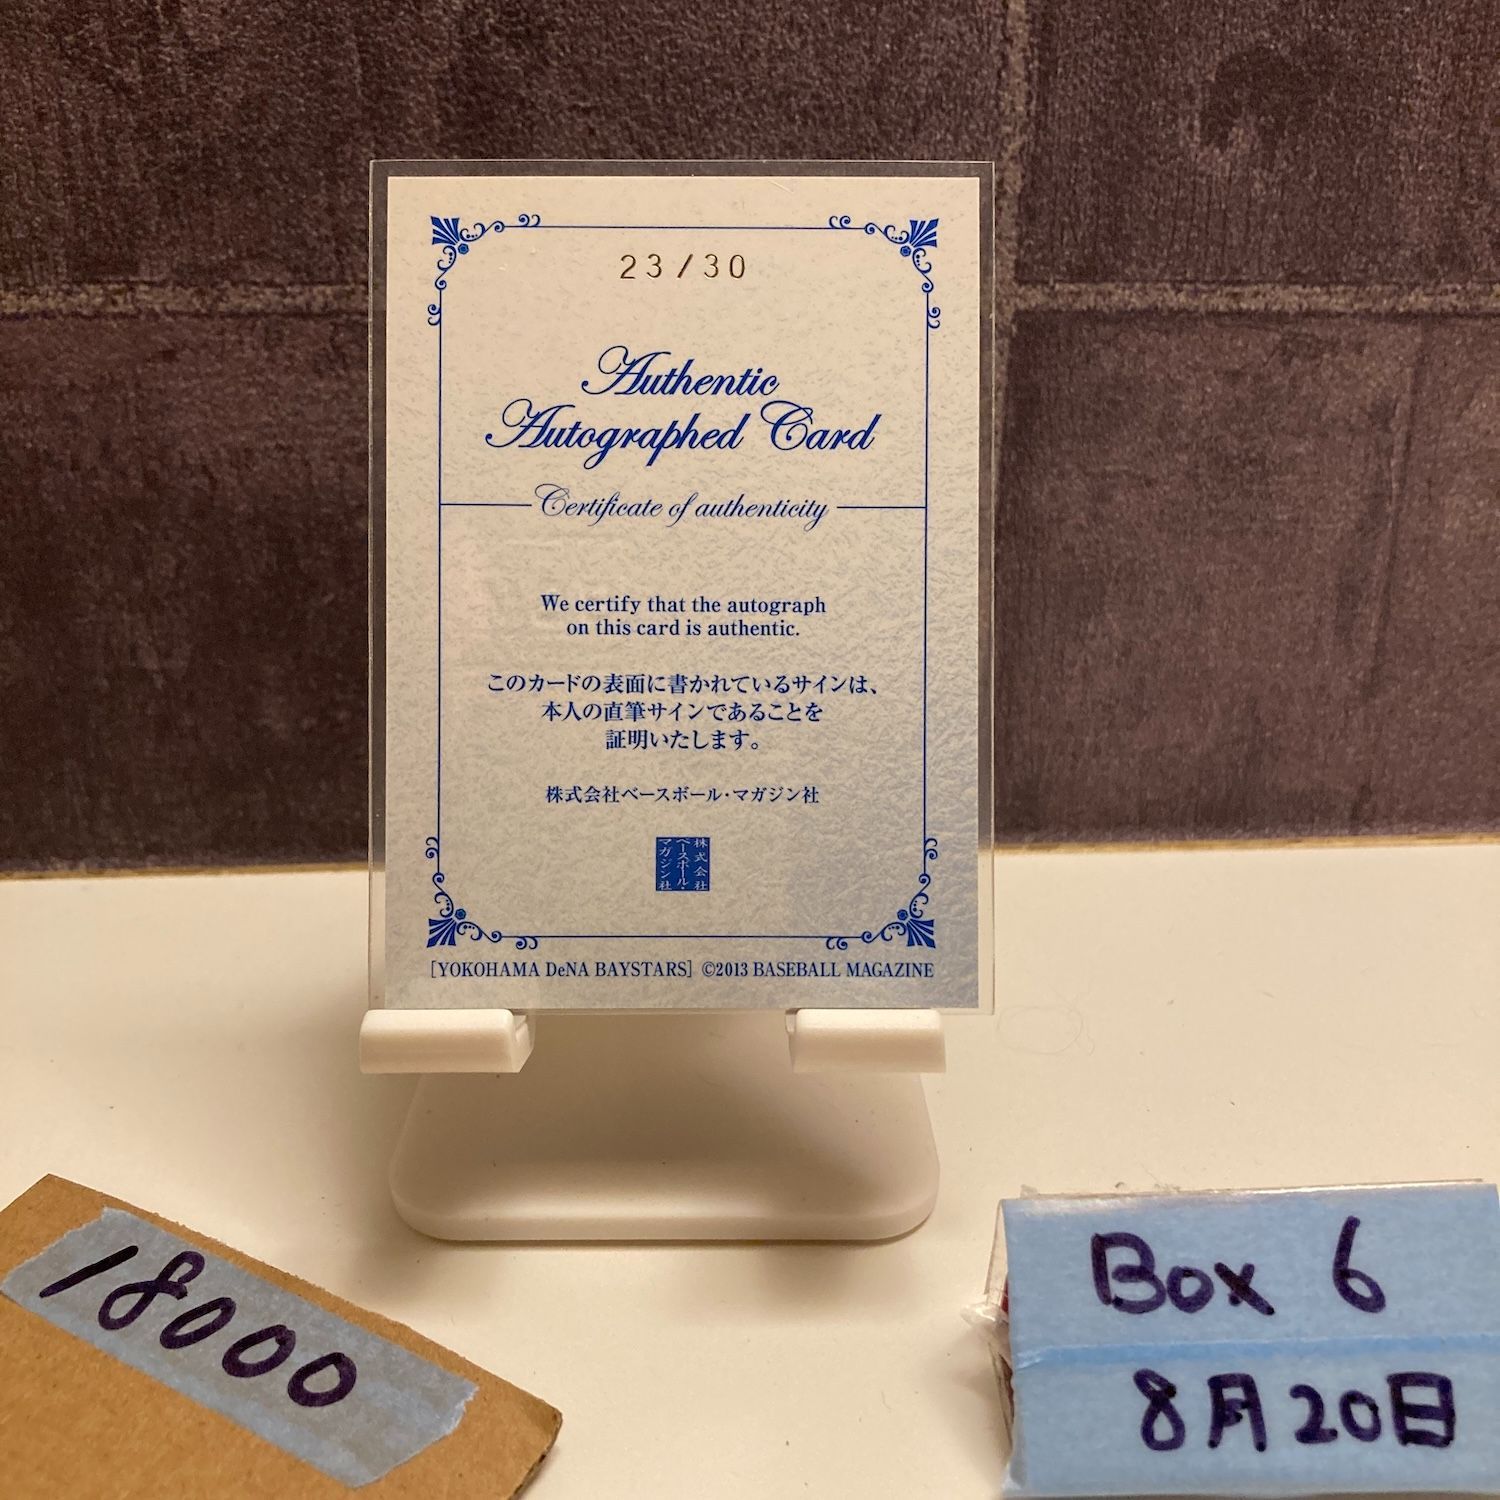 23/30
Authentic
Autographed Card
Certificate of authenticity
We certify that the autograph
on this card is authentic.
このカードの表面に書かれているサインは、
本人の直筆サインであることを
証明いたします。
株式会社ベースボール・マガジン社
株式会社
ベースボール・
マガジン社
[YOKOHAMA DeNA BAYSTARS] ©2013 BASEBALL MAGAZINE
18000
Box 6
8月20日